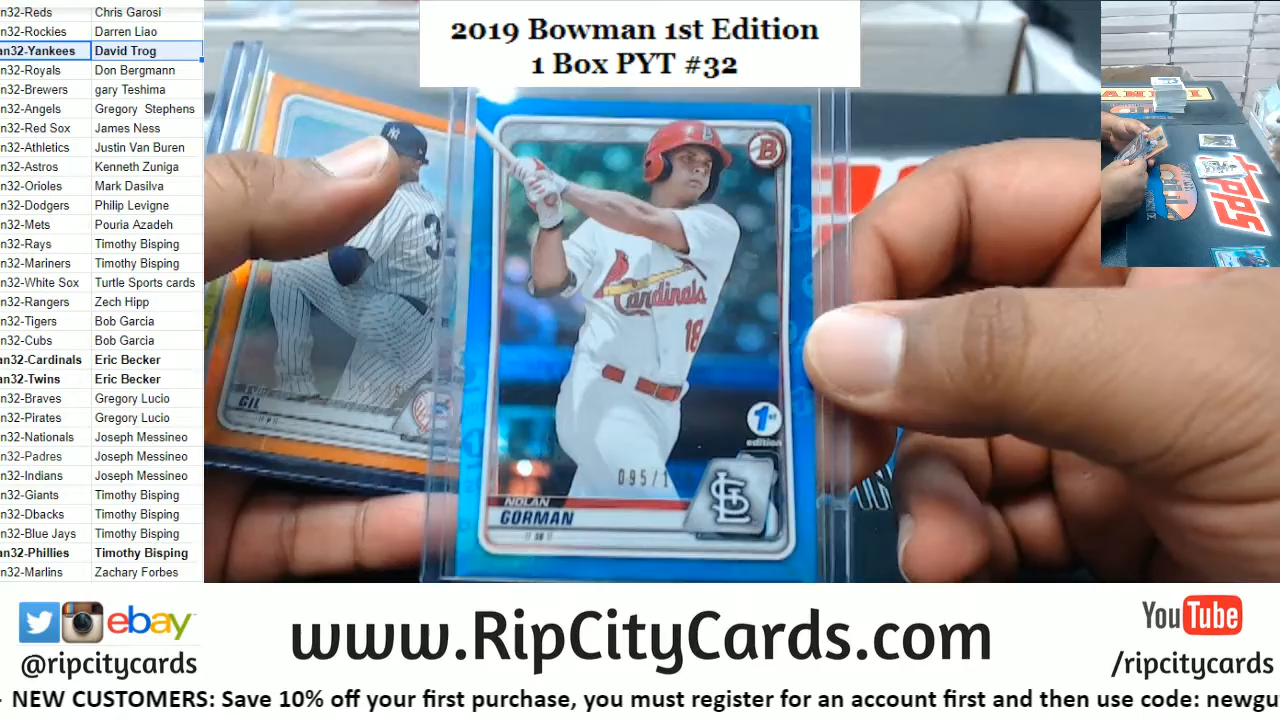 n32-Reds Chris Garosi
n32-Rockies Darren Liao
an32-Yankees David Trog
n32-Royals Don Bergmann
n32-Brewers gary Teshima
n32-Angels Gregory Stephens
n32-Red Sox James Ness
n32-Athletics Justin Van Buren
n32-Astros Kenneth Zuniga
n32-Orioles Mark Dasilva
n32-Dodgers Philip Levigne
n32-Mets Pouria Azadeh
n32-Rays Timothy Bisping
n32-Mariners Timothy Bisping
n32-White Sox Turtle Sports cards
n32-Rangers Zech Hipp
n32-Tigers Bob Garcia
n32-Cubs Bob Garcia
an32-Cardinals Eric Becker
an32-Twins Eric Becker
n32-Braves Gregory Lucio
n32-Pirates Gregory Lucio
n32-Nationals Joseph Messineo
n32-Padres Joseph Messineo
n32-Indians Joseph Messineo
n32-Giants Timothy Bisping
n32-Dbacks Timothy Bisping
n32-Blue Jays Timothy Bisping
an32-Phillies Timothy Bisping
n32-Marlins Zachary Forbes
2019 Bowman 1st Edition
1 Box PYT #32
B
Cardinals
18
1st
edition
095/1
STL
NOLAN
GORMAN
3
GIL
NY
PANINI
TOPPS
ebay
@ripcitycards
www.RipCityCards.com
YouTube
/ripcitycards
- NEW CUSTOMERS: Save 10% off your first purchase, you must register for an account first and then use code: newgu